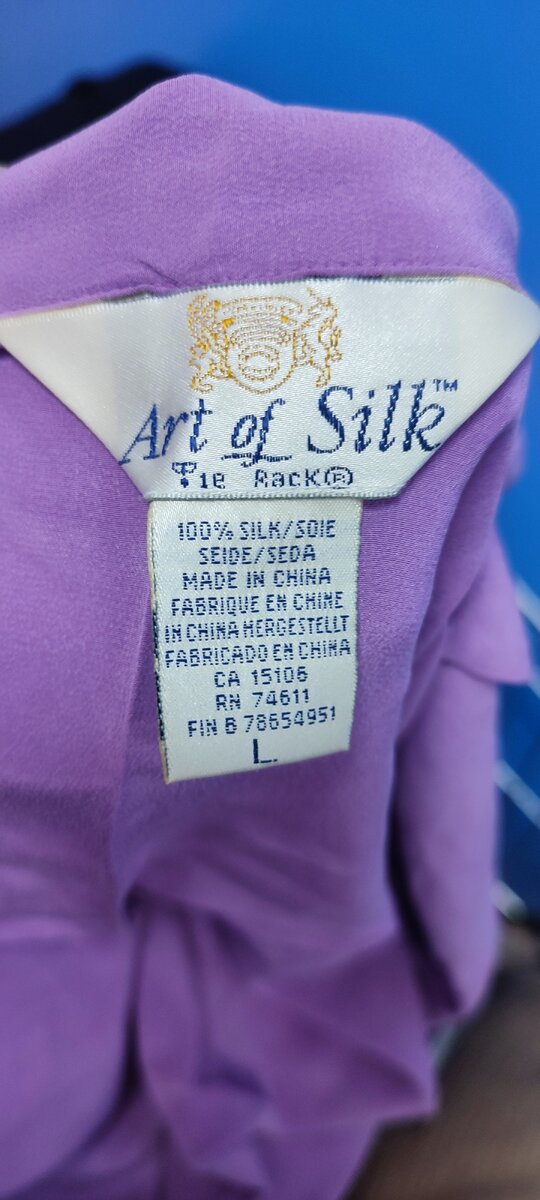 Art of Silk™
Tie Rack®
100% SILK/SOIE
SEIDE/SEDA
MADE IN CHINA
FABRIQUE EN CHINE
IN CHINA HERGESTELLT
FABRICADO EN CHINA
CA 15106
RN 74611
FIN B 78654951
L.